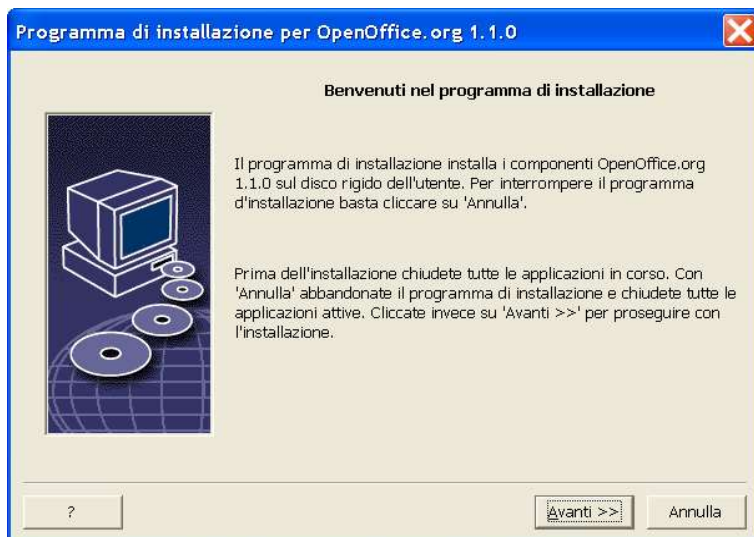 Programma di installazione per OpenOffice.org 1.1.0
Benvenuti nel programma di installazione
Il programma di installazione installa i componenti OpenOffice.org
1.1.0 sul disco rigido dell'utente. Per interrompere il programma
d'installazione basta cliccare su 'Annulla'.
Prima dell'installazione chiudete tutte le applicazioni in corso. Con
'Annulla' abbandonate il programma di installazione e chiudete tutte le
applicazioni attive. Cliccate invece su 'Avanti >>' per proseguire con
l'installazione.
? Avanti >> Annulla